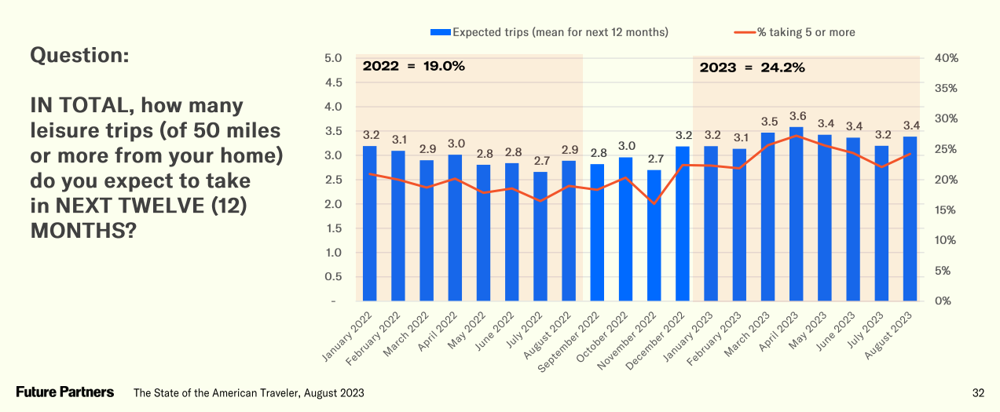 Question:
IN TOTAL, how many
leisure trips (of 50 miles
or more from your home)
do you expect to take
in NEXT TWELVE (12)
MONTHS?
Expected trips (mean for next 12 months)
% taking 5 or more
2022 = 19.0%
2023 = 24.2%
5.0
4.5
4.0
3.5
3.0
2.5
2.0
1.5
1.0
0.5
-
3.2
3.1
2.9
3.0
2.8
2.8
2.7
2.9
2.8
3.0
2.7
3.2
3.2
3.1
3.5
3.6
3.4
3.4
3.2
3.4
40%
35%
30%
25%
20%
15%
10%
5%
0%
January 2022
February 2022
March 2022
April 2022
May 2022
June 2022
July 2022
August 2022
September 2022
October 2022
November 2022
December 2022
January 2023
February 2023
March 2023
April 2023
May 2023
June 2023
July 2023
August 2023
Future Partners The State of the American Traveler, August 2023
32